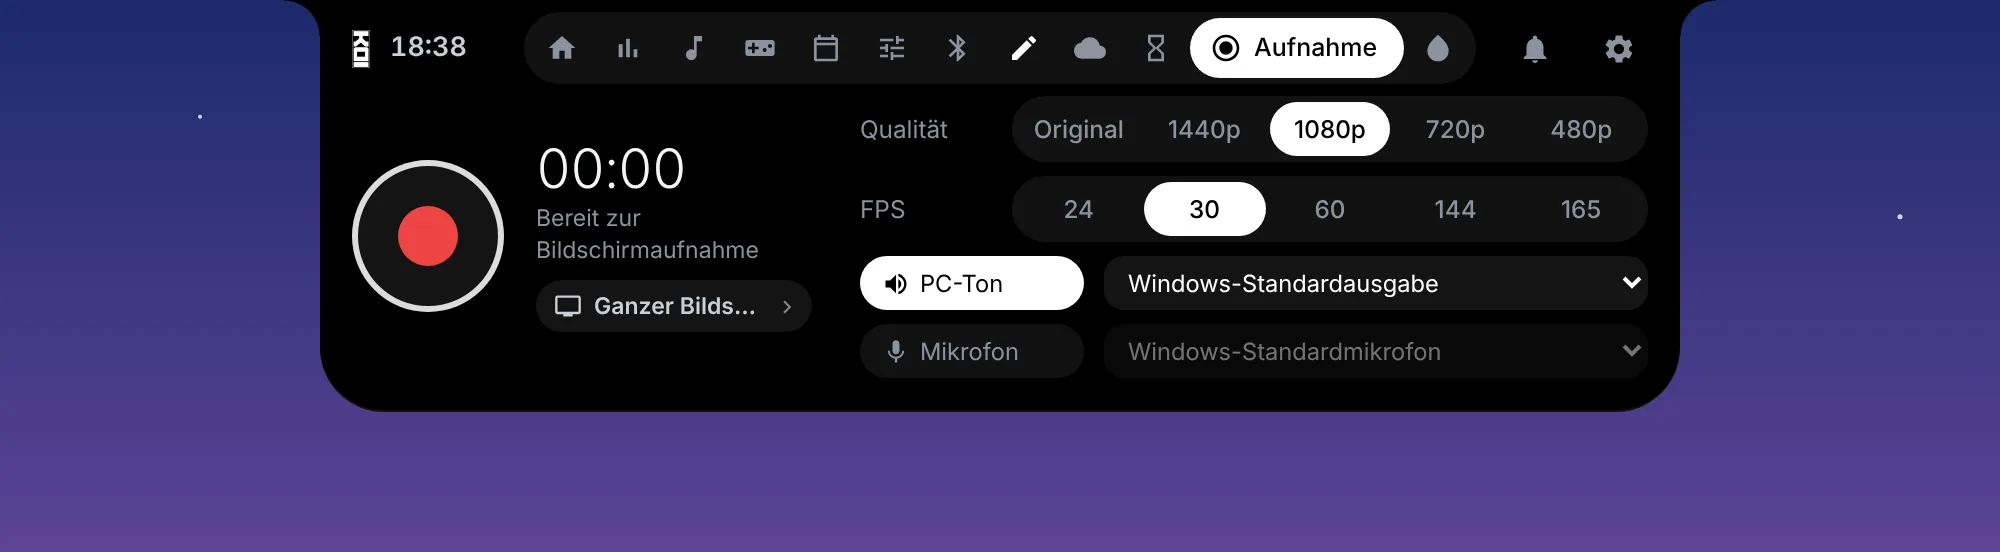 KOI
18:38
Aufnahme
00:00
Bereit zur
Bildschirmaufnahme
Ganzer Bilds...
Qualität
Original 1440p 1080p 720p 480p
FPS
24 30 60 144 165
PC-Ton
Windows-Standardausgabe
Mikrofon
Windows-Standardmikrofon